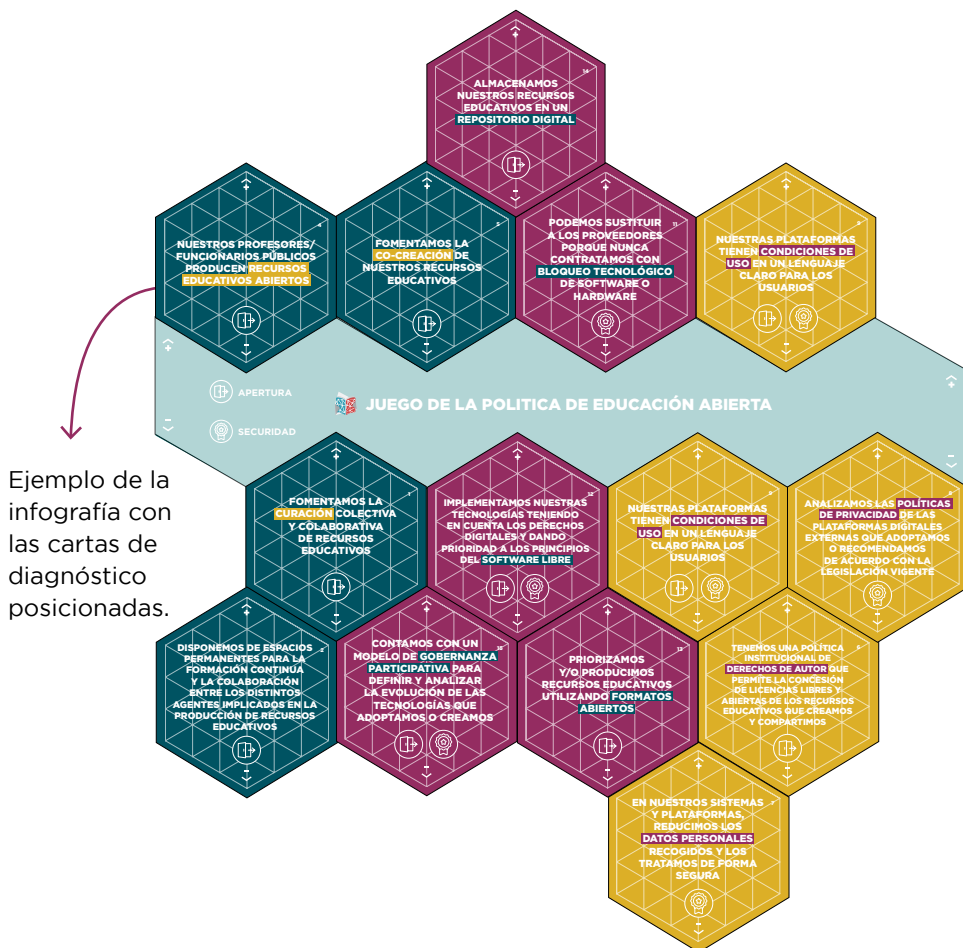 14
ALMACENAMOS
NUESTROS RECURSOS
EDUCATIVOS EN UN
REPOSITORIO DIGITAL
4
NUESTROS PROFESORES/
FUNCIONARIOS PÚBLICOS
PRODUCEN RECURSOS
EDUCATIVOS ABIERTOS
FOMENTAMOS LA
CO-CREACIÓN DE
NUESTROS RECURSOS
EDUCATIVOS
11
PODEMOS SUSTITUIR
A LOS PROVEEDORES
PORQUE NUNCA
CONTRATAMOS CON
BLOQUEO TECNOLÓGICO
DE SOFTWARE O
HARDWARE
NUESTRAS PLATAFORMAS
TIENEN CONDICIONES DE
USO EN UN LENGUAJE
CLARO PARA LOS
USUARIOS
APERTURA
SECURIDAD
JUEGO DE LA POLITICA DE EDUCACIÓN ABIERTA
Ejemplo de la
infografía con
las cartas de
diagnóstico
posicionadas.
1
FOMENTAMOS LA
CURACIÓN COLECTIVA
Y COLABORATIVA
DE RECURSOS
EDUCATIVOS
12
IMPLEMENTAMOS NUESTRAS
TECNOLOGÍAS TENIENDO
EN CUENTA LOS DERECHOS
DIGITALES Y DANDO
PRIORIDAD A LOS PRINCIPIOS
DEL SOFTWARE LIBRE
NUESTRAS PLATAFORMAS
TIENEN CONDICIONES DE
USO EN UN LENGUAJE
CLARO PARA LOS
USUARIOS
ANALIZAMOS LAS POLÍTICAS
DE PRIVACIDAD DE LAS
PLATAFORMAS DIGITALES
EXTERNAS QUE ADOPTAMOS
O RECOMENDAMOS
DE ACUERDO CON LA
LEGISLACIÓN VIGENTE
DISPONEMOS DE ESPACIOS
PERMANENTES PARA LA
FORMACIÓN CONTINUA
Y LA COLABORACIÓN
ENTRE LOS DISTINTOS
AGENTES IMPLICADOS EN LA
PRODUCCIÓN DE RECURSOS
EDUCATIVOS
CONTAMOS CON UN
MODELO DE GOBERNANZA
PARTICIPATIVA PARA
DEFINIR Y ANALIZAR
LA EVOLUCIÓN DE LAS
TECNOLOGÍAS QUE
ADOPTAMOS O CREAMOS
13
PRIORIZAMOS
Y/O PRODUCIMOS
RECURSOS EDUCATIVOS
UTILIZANDO FORMATOS
ABIERTOS
TENEMOS UNA POLÍTICA
INSTITUCIONAL DE
DERECHOS DE AUTOR QUE
PERMITE LA CONCESIÓN
DE LICENCIAS LIBRES Y
ABIERTAS DE LOS RECURSOS
EDUCATIVOS QUE CREAMOS
Y COMPARTIMOS
7
EN NUESTROS SISTEMAS
Y PLATAFORMAS,
REDUCIMOS LOS
DATOS PERSONALES
RECOGIDOS Y LOS
TRATAMOS DE FORMA
SEGURA